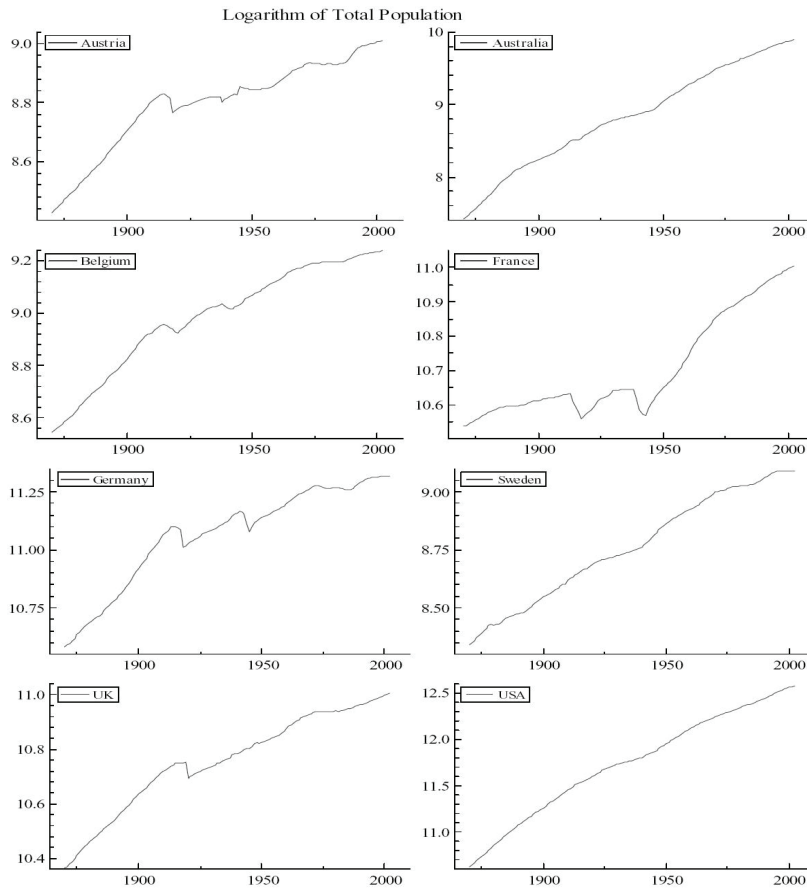 Logarithm of Total Population
Austria
9.0
8.8
8.6
1900 1950 2000
Australia
10
9
8
1900 1950 2000
Belgium
9.2
9.0
8.8
8.6
1900 1950 2000
France
11.0
10.9
10.8
10.7
10.6
1900 1950 2000
Germany
11.25
11.00
10.75
1900 1950 2000
Sweden
9.00
8.75
8.50
1900 1950 2000
UK
11.0
10.8
10.6
10.4
1900 1950 2000
USA
12.5
12.0
11.5
11.0
1900 1950 2000